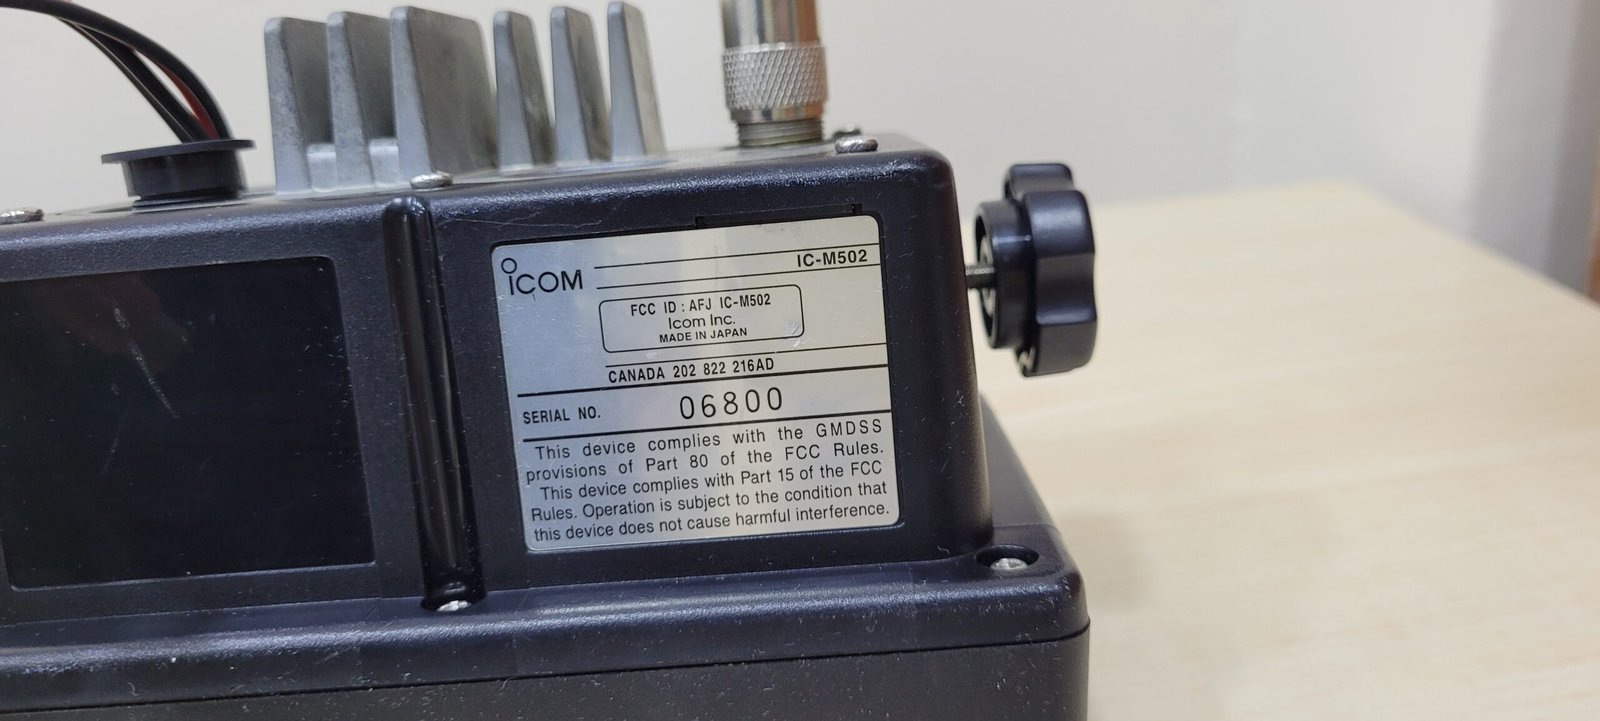 ICOM
IC-M502
FCC ID : AFJ IC-M502
Icom Inc.
MADE IN JAPAN
CANADA 202 822 216AD
SERIAL NO. 06800
This device complies with the GMDSS
provisions of Part 80 of the FCC Rules.
This device complies with Part 15 of the FCC
Rules. Operation is subject to the condition that
this device does not cause harmful interference.